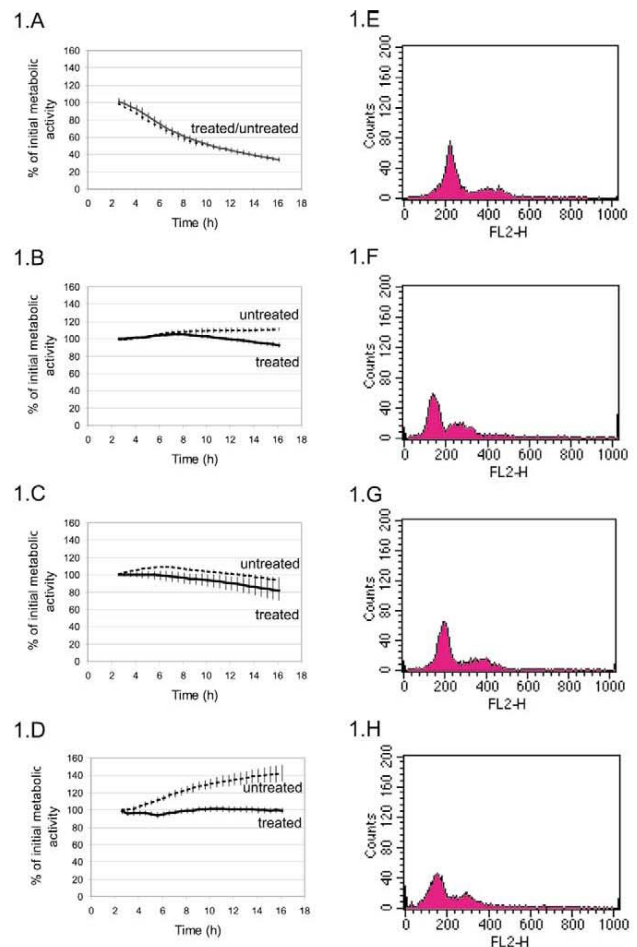 1.A
160
140
120
100
80
60
40
20
0
% of initial metabolic
activity
treated/untreated
0 2 4 6 8 10 12 14 16 18
Time (h)
1.E
200
160
120
80
40
0
Counts
0 200 400 600 800 1000
FL2-H
1.B
160
140
120
100
80
60
40
20
0
% of initial metabolic
activity
untreated
treated
0 2 4 6 8 10 12 14 16 18
Time (h)
1.F
200
160
120
80
40
0
Counts
0 200 400 600 800 1000
FL2-H
1.C
160
140
120
100
80
60
40
20
0
% of initial metabolic
activity
untreated
treated
0 2 4 6 8 10 12 14 16 18
Time (h)
1.G
200
160
120
80
40
0
Counts
0 200 400 600 800 1000
FL2-H
1.D
160
140
120
100
80
60
40
20
0
% of initial metabolic
activity
untreated
treated
0 2 4 6 8 10 12 14 16 18
Time (h)
1.H
200
160
120
80
40
0
Counts
0 200 400 600 800 1000
FL2-H